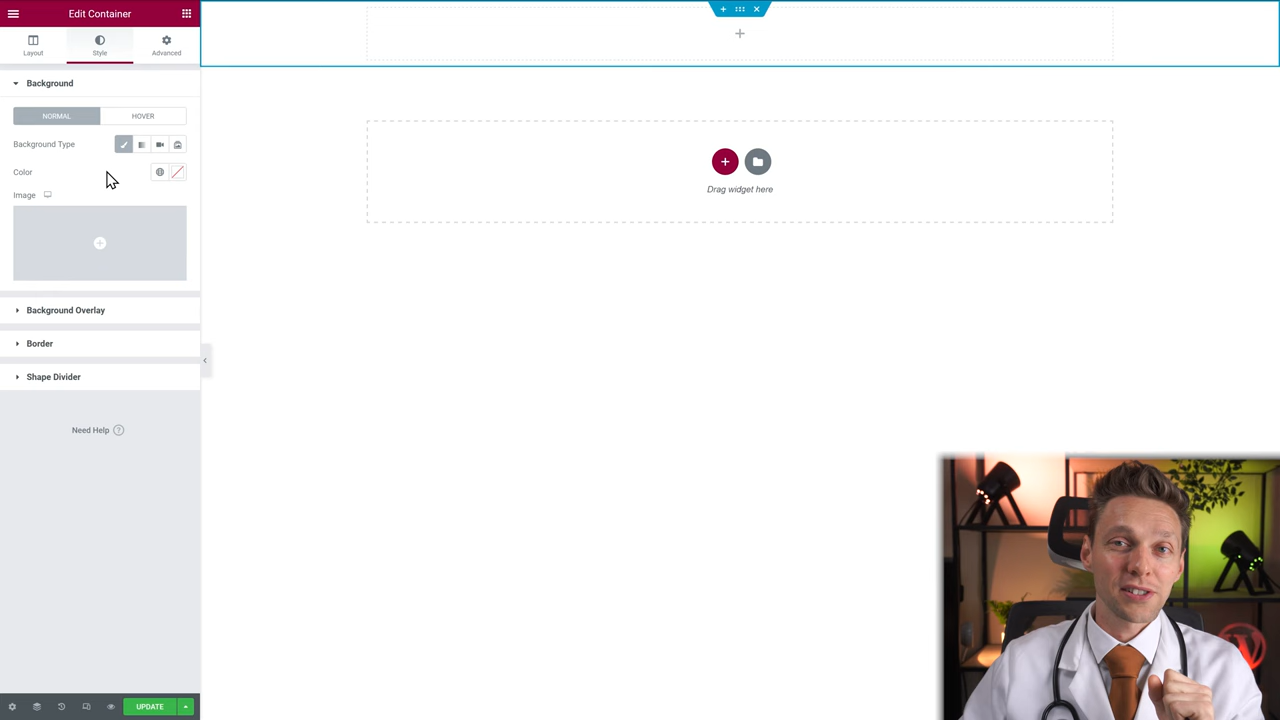 Edit Container
Layout
Style
Advanced
Background
NORMAL
HOVER
Background Type
Color
Image
Background Overlay
Border
Shape Divider
Need Help ?
UPDATE
Drag widget here